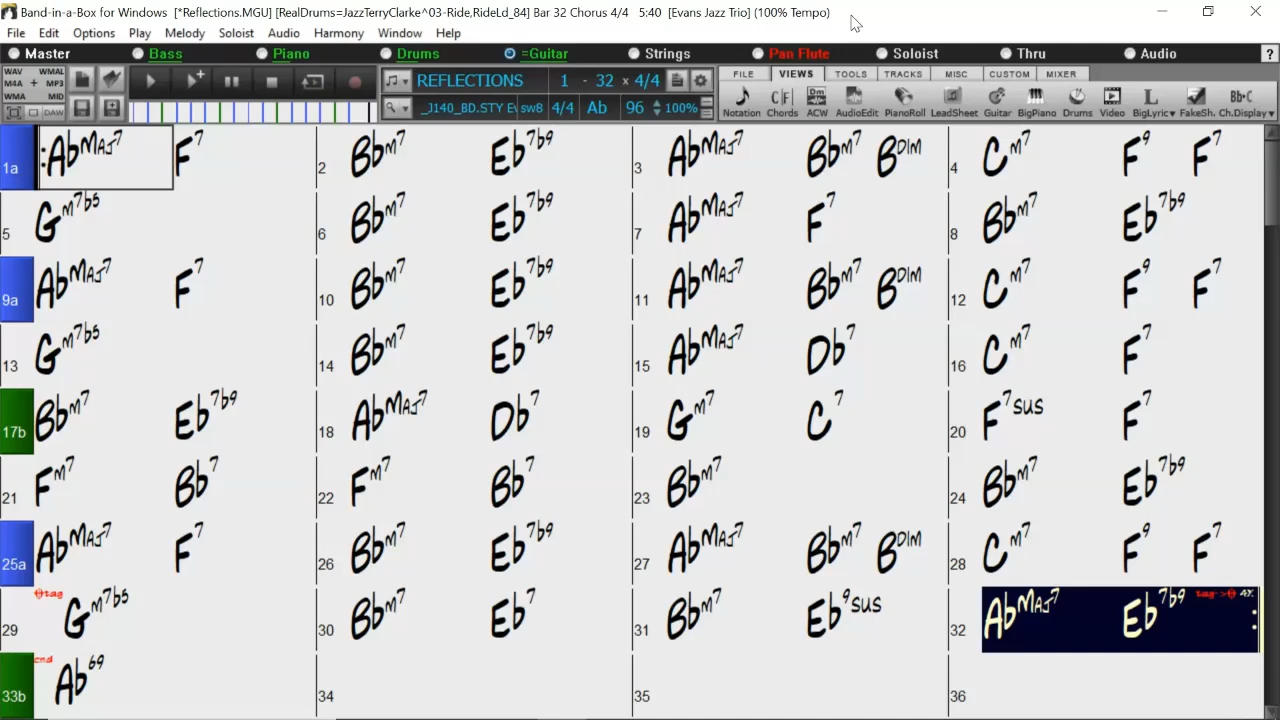 Band-in-a-Box for Windows [*Reflections.MGU] [RealDrums=JazzTerryClarke^03-Ride,RideLd_84] Bar 32 Chorus 4/4 5:40 [Evans Jazz Trio] (100% Tempo)
File Edit Options Play Melody Soloist Audio Harmony Window Help
Master Bass Piano Drums =Guitar Strings Pan Flute Soloist Thru Audio ?
WAV WMAL
M4A + MP3
WMA MID
DAW
REFLECTIONS 1 - 32 x 4/4
_J140_BD.STY sw8 4/4 Ab 96 100%
FILE VIEWS TOOLS TRACKS MISC CUSTOM MIXER
Notation Chords ACW AudioEdit PianoRoll LeadSheet Guitar BigPiano Drums Video BigLyric FakeSh. Ch.Display
1a :AbMAJ7 F7 2 Bbm7 Eb7b9 3 AbMAJ7 Bbm7 BDIM 4 Cm7 F9 F7
5 Gm7b5 6 Bbm7 Eb7b9 7 AbMAJ7 F7 8 Bbm7 Eb7b9
9a AbMAJ7 F7 10 Bbm7 Eb7b9 11 AbMAJ7 Bbm7 BDIM 12 Cm7 F9 F7
13 Gm7b5 14 Bbm7 Eb7b9 15 AbMAJ7 Db7 16 Cm7 F7
17b Bbm7 Eb7b9 18 AbMAJ7 Db7 19 Gm7 C7 20 F7sus F7
21 Fm7 Bb7 22 Fm7 Bb7 23 Bbm7 24 Bbm7 Eb7b9
25a AbMAJ7 F7 26 Bbm7 Eb7b9 27 AbMAJ7 Bbm7 BDIM 28 Cm7 F9 F7
tag tag-> 4X
29 Gm7b5 30 Bbm7 Eb7 31 Bbm7 Eb9sus 32 AbMAJ7 Eb7b9 :
end
33b Ab69 34 35 36